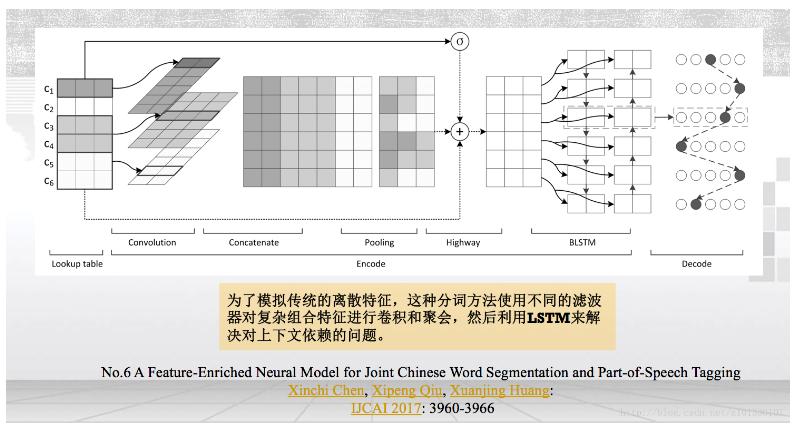 σ
C1
C2
C3
C4
C5
C6
+
Convolution
Concatenate
Pooling
Highway
BLSTM
Lookup table
Encode
Decode
为了模拟传统的离散特征，这种分词方法使用不同的滤波
器对复杂组合特征进行卷积和聚会，然后利用LSTM来解
决对上下文依赖的问题。
No.6 A Feature-Enriched Neural Model for Joint Chinese Word Segmentation and Part-of-Speech Tagging
Xinchi Chen, Xipeng Qiu, Xuanjing Huang:
IJCAI 2017: 3960-3966